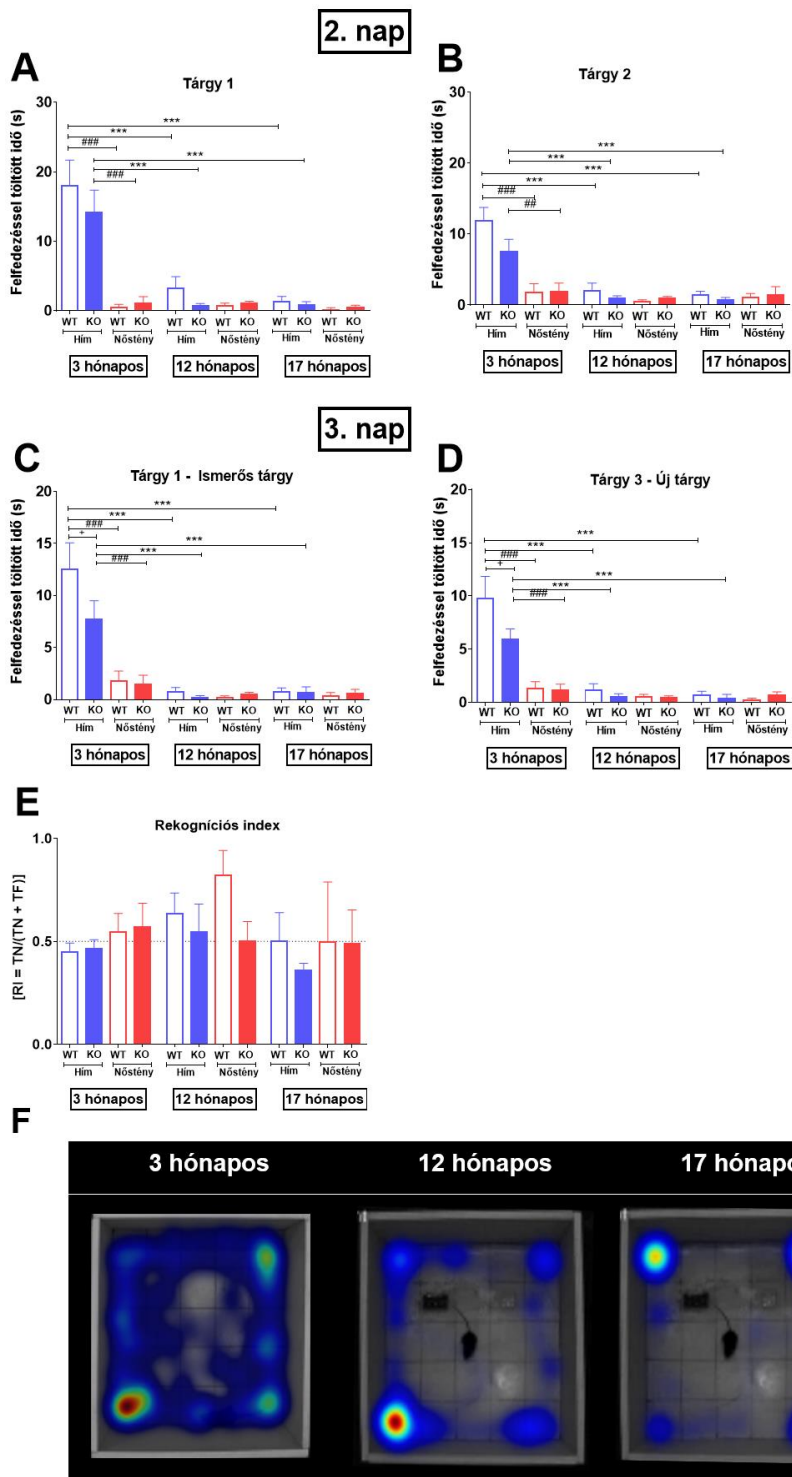 2. nap
A
Tárgy 1
Felfedezéssel töltött idő (s)
30
20
10
0
***
***
###
***
***
###
WT KO WT KO WT KO WT KO WT KO WT KO
Hím Nőstény Hím Nőstény Hím Nőstény
3 hónapos 12 hónapos 17 hónapos
B
Tárgy 2
Felfedezéssel töltött idő (s)
30
20
10
0
***
***
***
***
###
##
WT KO WT KO WT KO WT KO WT KO WT KO
Hím Nőstény Hím Nőstény Hím Nőstény
3 hónapos 12 hónapos 17 hónapos
3. nap
C
Tárgy 1 - Ismerős tárgy
Felfedezéssel töltött idő (s)
20
15
10
5
0
***
***
###
+
***
***
###
WT KO WT KO WT KO WT KO WT KO WT KO
Hím Nőstény Hím Nőstény Hím Nőstény
3 hónapos 12 hónapos 17 hónapos
D
Tárgy 3 - Új tárgy
Felfedezéssel töltött idő (s)
20
15
10
5
0
***
***
###
+
***
***
###
WT KO WT KO WT KO WT KO WT KO WT KO
Hím Nőstény Hím Nőstény Hím Nőstény
3 hónapos 12 hónapos 17 hónapos
E
Rekogníciós index
[RI = TN/(TN + TF)]
1.0
0.5
0.0
WT KO WT KO WT KO WT KO WT KO WT KO
Hím Nőstény Hím Nőstény Hím Nőstény
3 hónapos 12 hónapos 17 hónapos
F
3 hónapos 12 hónapos 17 hónapo